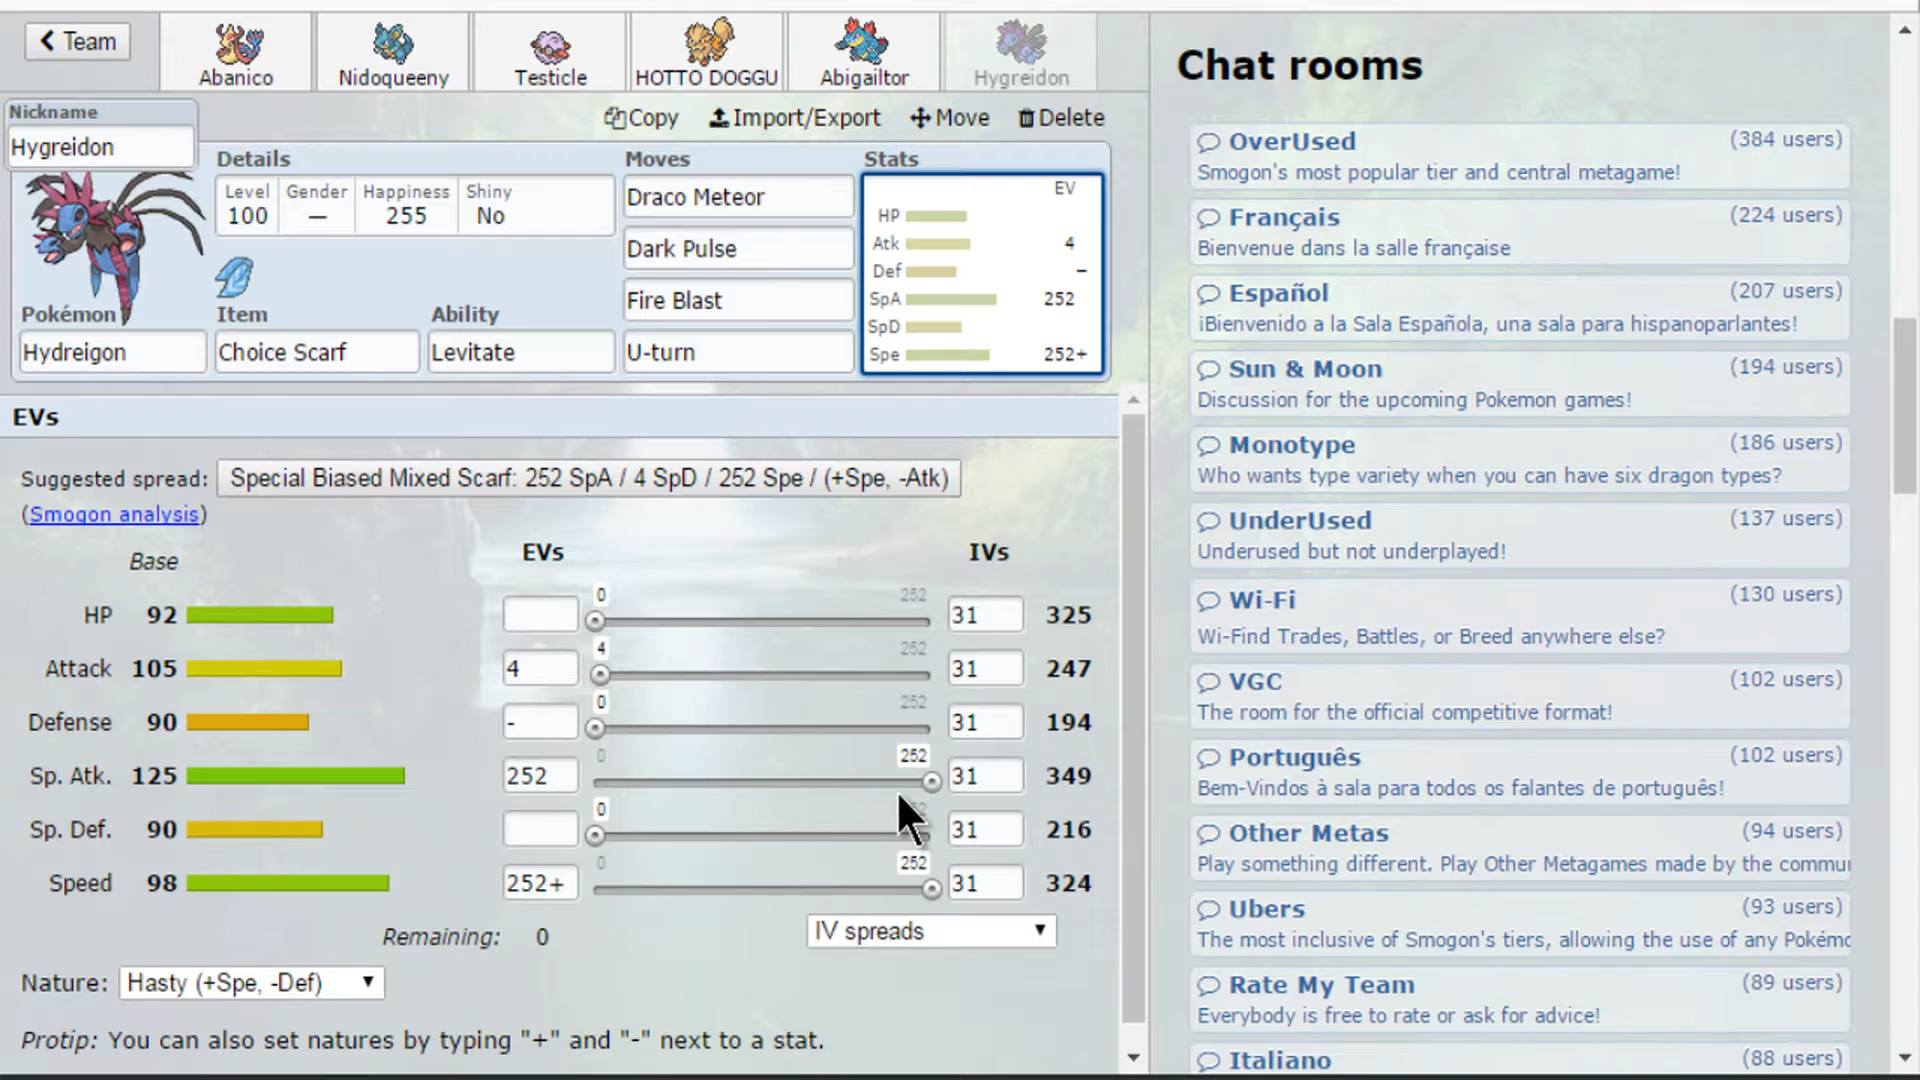 Team
Abanico
Nidoqueeny
Testicle
HOTTO DOGGU
Abigailtor
Hygreidon
Nickname
Hygreidon
Copy
Import/Export
Move
Delete
Details
Level
100
Gender
—
Happiness
255
Shiny
No
Pokémon
Hydreigon
Item
Choice Scarf
Ability
Levitate
Moves
Draco Meteor
Dark Pulse
Fire Blast
U-turn
Stats
EV
HP
Atk 4
Def –
SpA 252
SpD
Spe 252+
EVs
Suggested spread: Special Biased Mixed Scarf: 252 SpA / 4 SpD / 252 Spe / (+Spe, -Atk)
(Smogon analysis)
Base EVs IVs
HP 92 0 252 31 325
Attack 105 4 4 252 31 247
Defense 90 - 0 252 31 194
Sp. Atk. 125 252 0 252 31 349
Sp. Def. 90 0 31 216
Speed 98 252+ 0 252 31 324
Remaining: 0
IV spreads
Nature: Hasty (+Spe, -Def)
Protip: You can also set natures by typing "+" and "-" next to a stat.
Chat rooms
OverUsed (384 users)
Smogon's most popular tier and central metagame!
Français (224 users)
Bienvenue dans la salle française
Español (207 users)
¡Bienvenido a la Sala Española, una sala para hispanoparlantes!
Sun & Moon (194 users)
Discussion for the upcoming Pokemon games!
Monotype (186 users)
Who wants type variety when you can have six dragon types?
UnderUsed (137 users)
Underused but not underplayed!
Wi-Fi (130 users)
Wi-Find Trades, Battles, or Breed anywhere else?
VGC (102 users)
The room for the official competitive format!
Português (102 users)
Bem-Vindos à sala para todos os falantes de português!
Other Metas (94 users)
Play something different. Play Other Metagames made by the commu
Ubers (93 users)
The most inclusive of Smogon's tiers, allowing the use of any Pokémo
Rate My Team (89 users)
Everybody is free to rate or ask for advice!
Italiano (88 users)